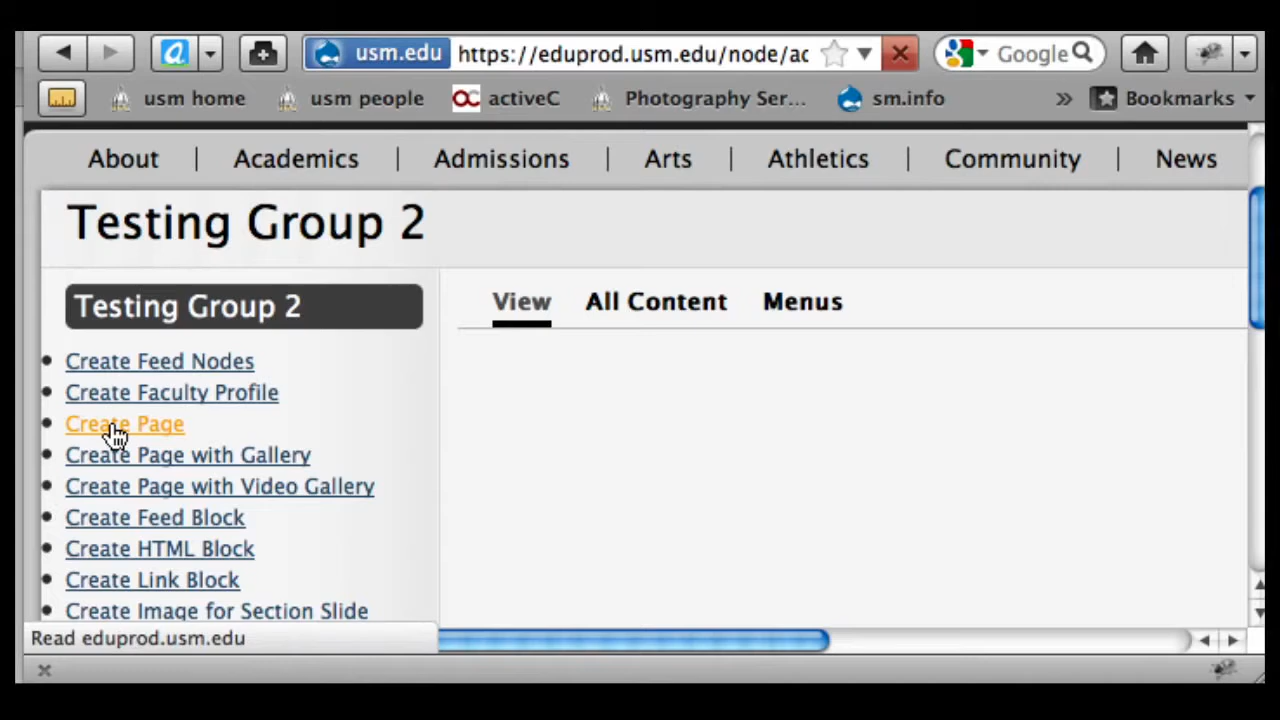 usm.edu https://eduprod.usm.edu/node/ac Google
usm home usm people activeC Photography Ser... sm.info » Bookmarks
About | Academics | Admissions | Arts | Athletics | Community | News
Testing Group 2
Testing Group 2
View All Content Menus
Create Feed Nodes
Create Faculty Profile
Create Page
Create Page with Gallery
Create Page with Video Gallery
Create Feed Block
Create HTML Block
Create Link Block
Create Image for Section Slide
Read eduprod.usm.edu